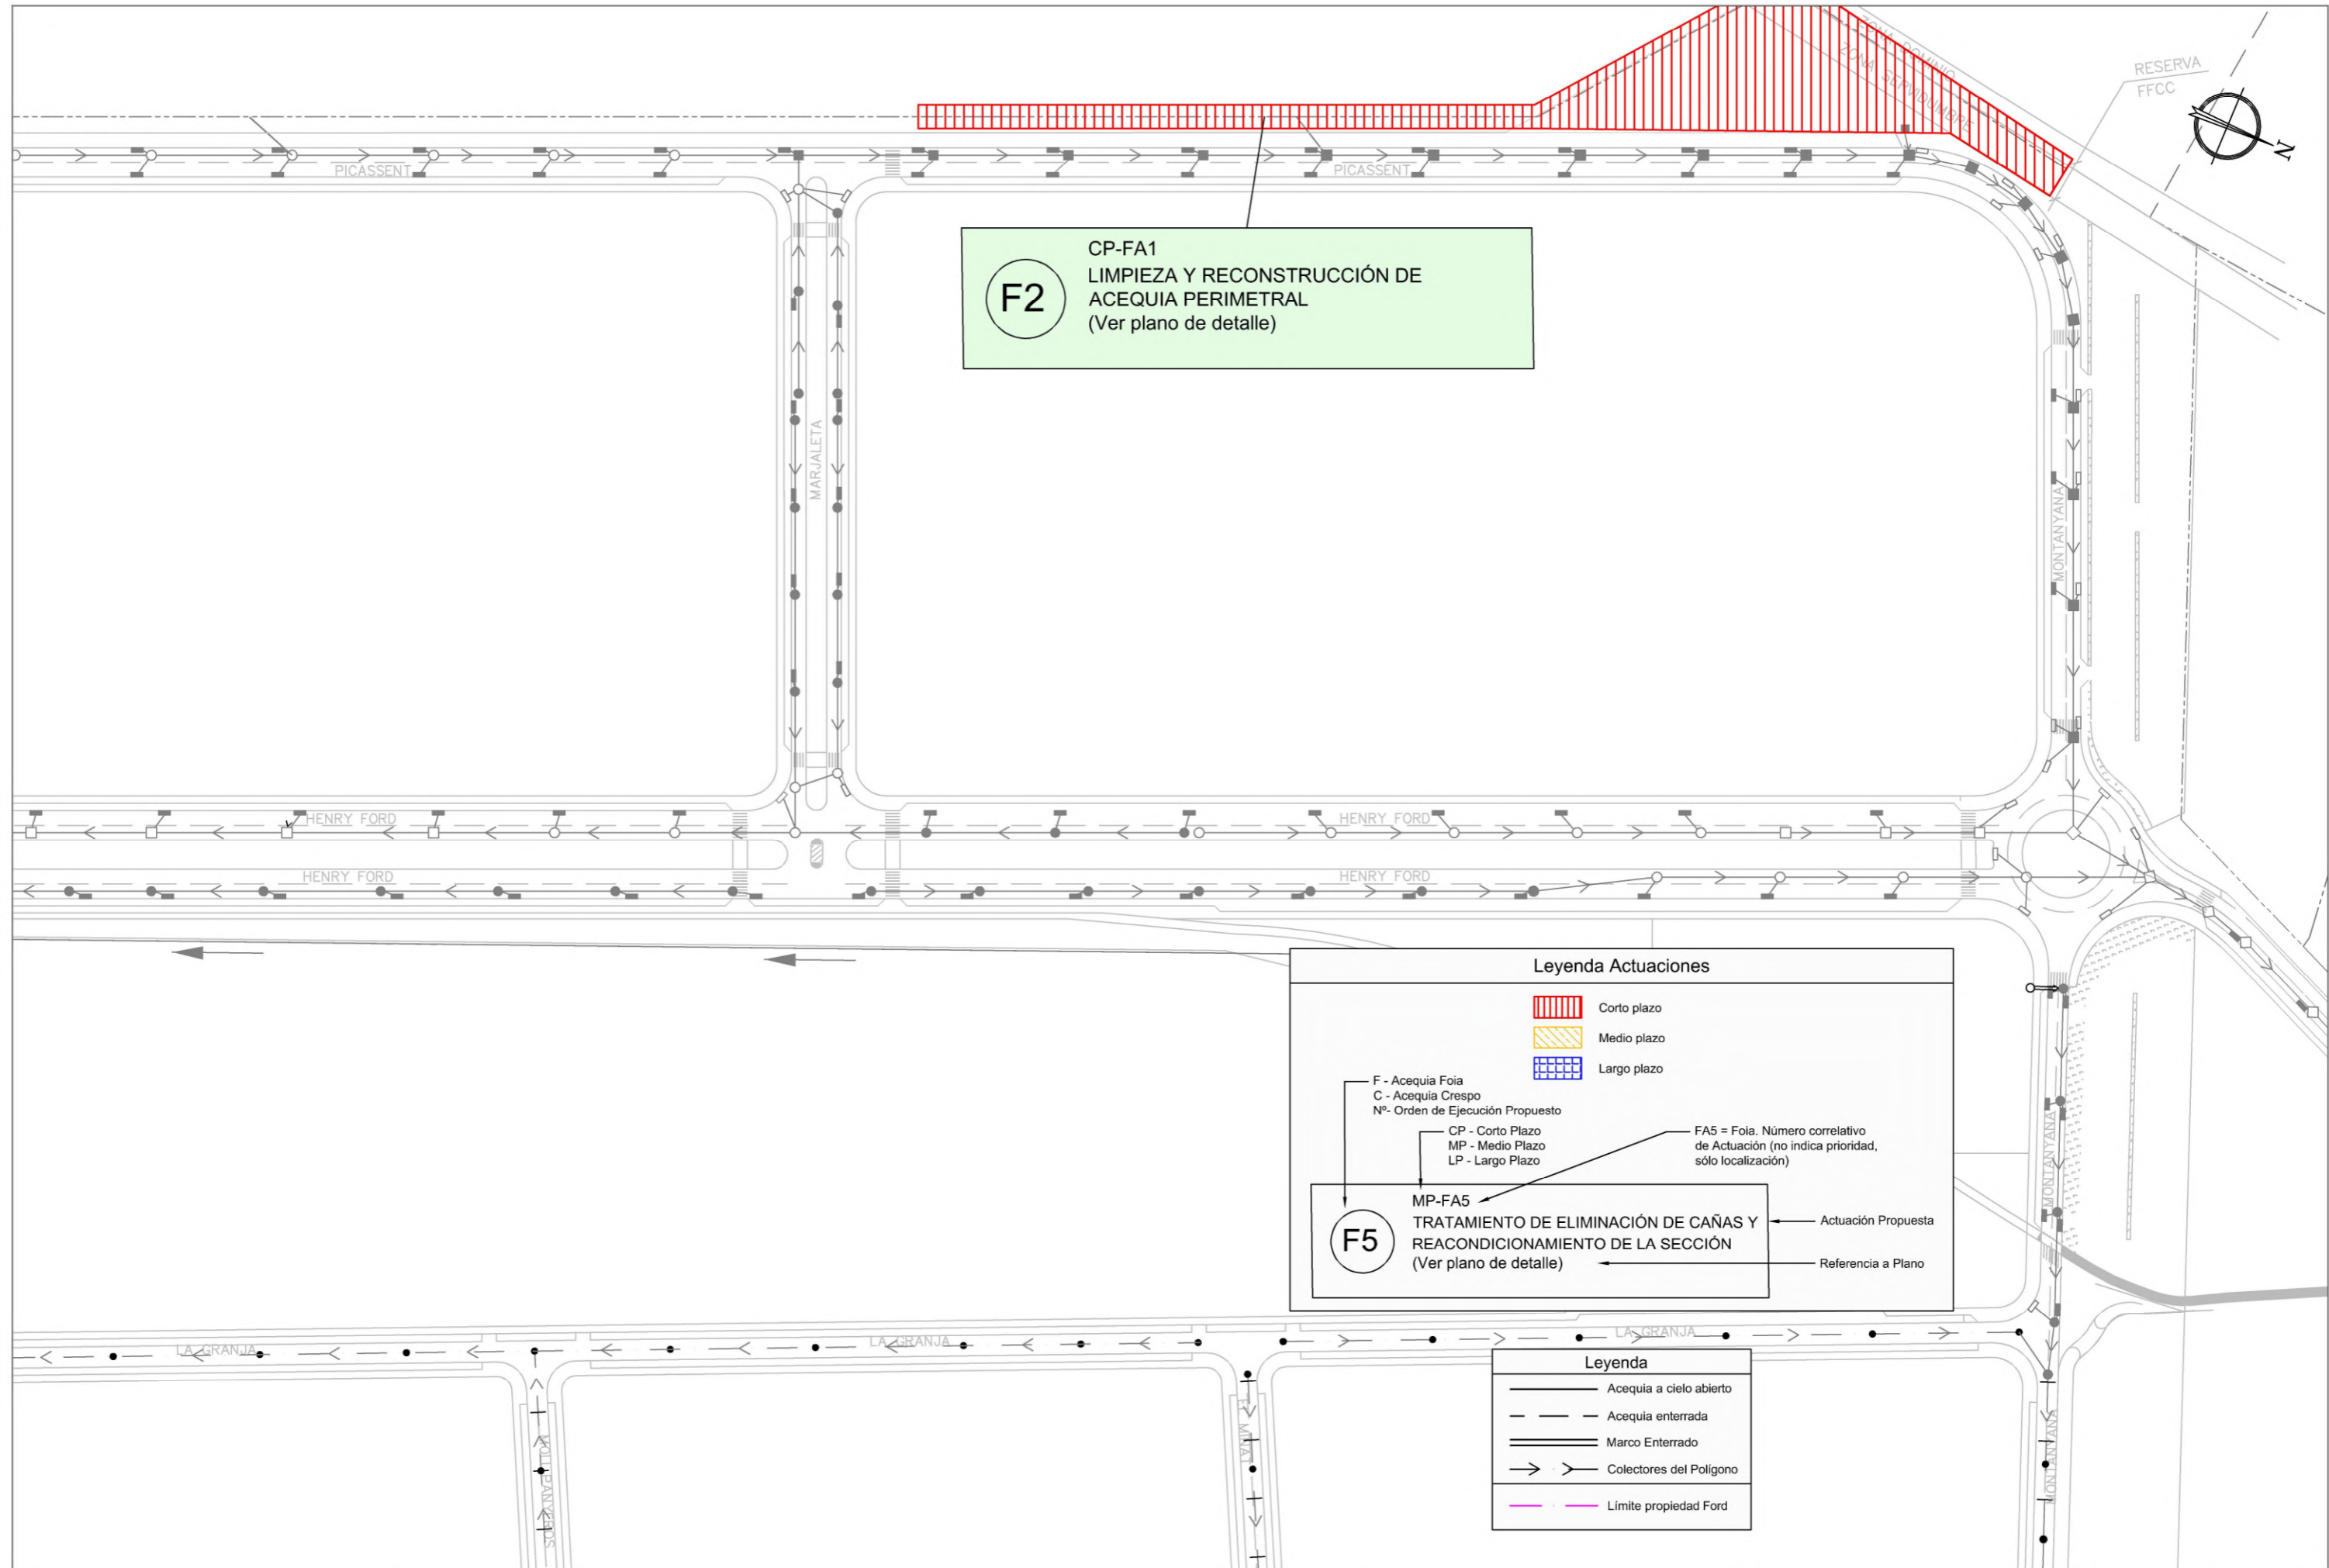 ZONA DOMINIO
ZONA SERVIDUMBRE
RESERVA
FFCC
N
PICASSENT
PICASSENT
CP-FA1
F2
LIMPIEZA Y RECONSTRUCCIÓN DE
ACEQUIA PERIMETRAL
(Ver plano de detalle)
MARJALETA
MONTANYANA
HENRY FORD
HENRY FORD
HENRY FORD
HENRY FORD
Leyenda Actuaciones
Corto plazo
Medio plazo
Largo plazo
F - Acequia Foia
C - Acequia Crespo
Nº- Orden de Ejecución Propuesto
CP - Corto Plazo
MP - Medio Plazo
LP - Largo Plazo
FA5 = Foia. Número correlativo
de Actuación (no indica prioridad,
sólo localización)
MP-FA5
F5
TRATAMIENTO DE ELIMINACIÓN DE CAÑAS Y
REACONDICIONAMIENTO DE LA SECCIÓN
(Ver plano de detalle)
Actuación Propuesta
Referencia a Plano
MONTANYANA
LA GRANJA
LA GRANJA
LA GRANJA
MONTANYANA
Leyenda
Acequia a cielo abierto
Acequia enterrada
Marco Enterrado
Colectores del Polígono
Límite propiedad Ford